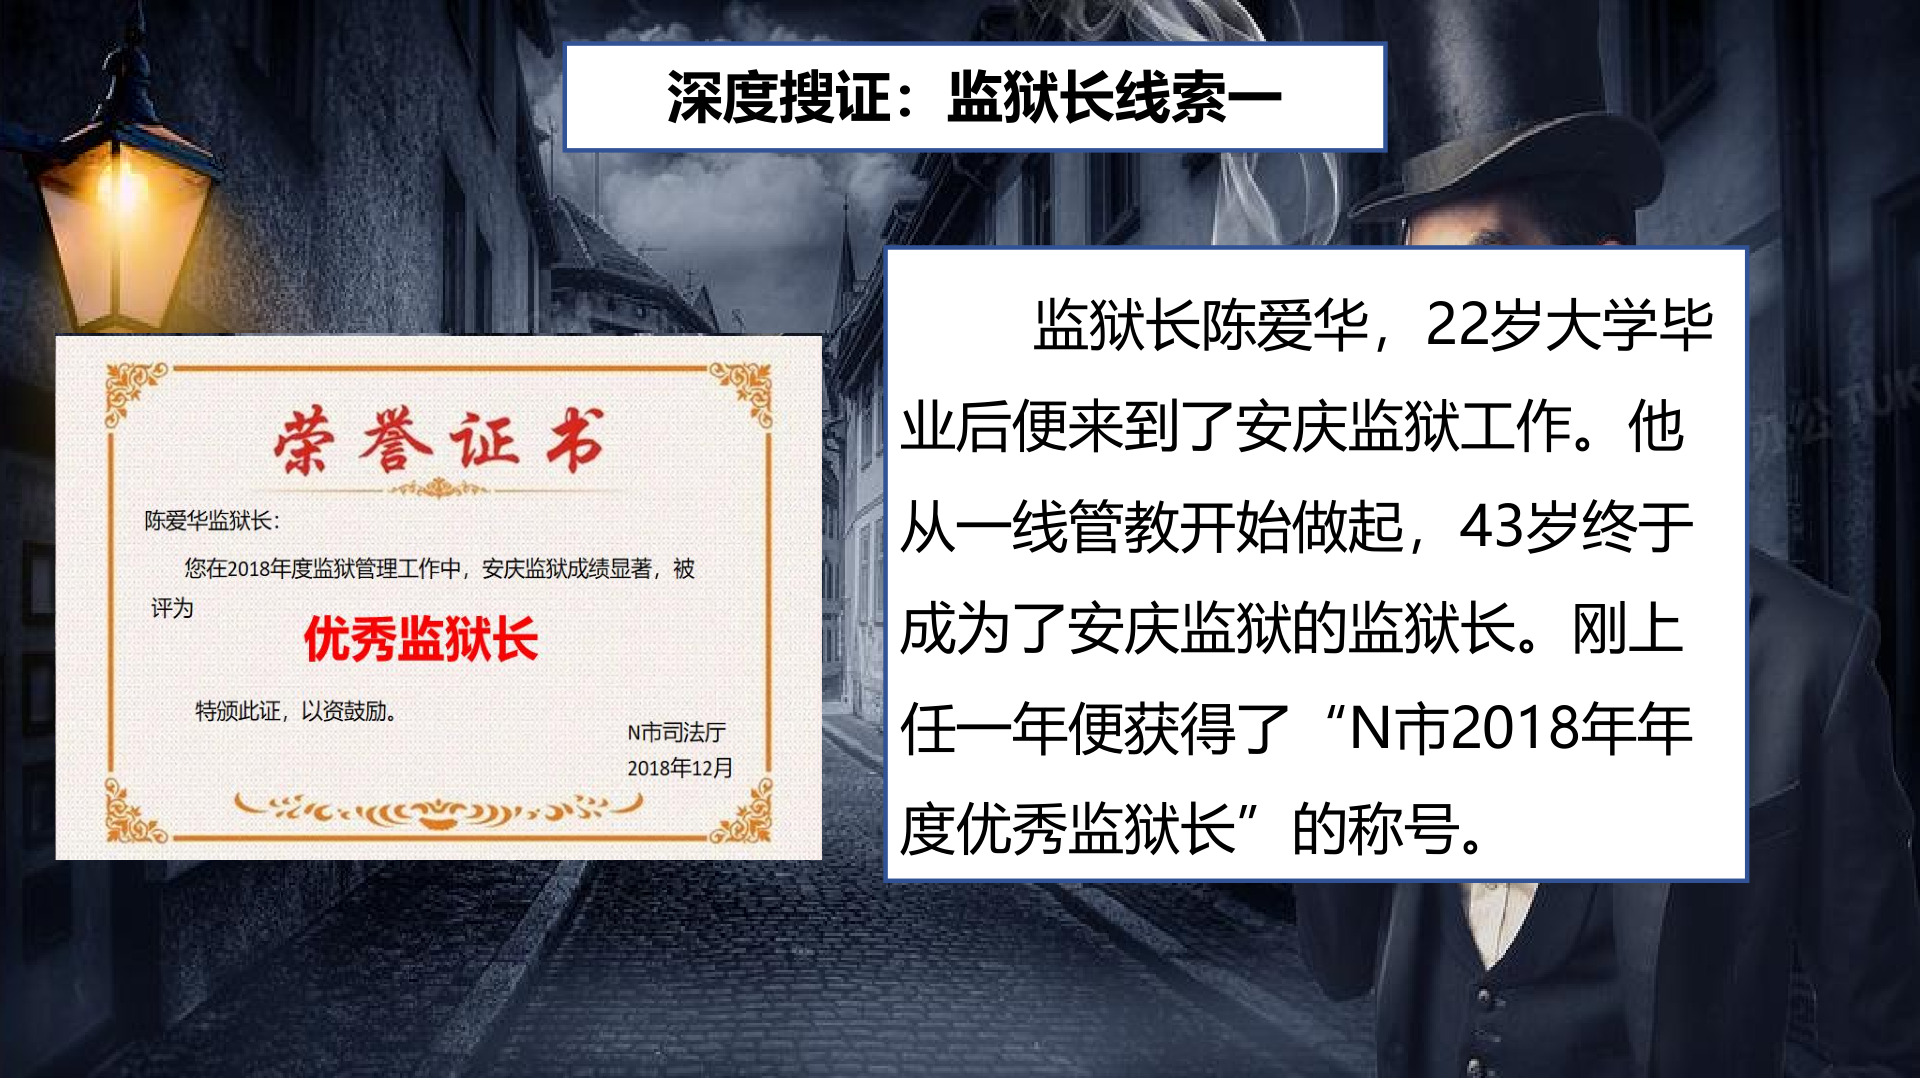 深度搜证：监狱长线索一
荣誉证书
陈爱华监狱长：
您在2018年度监狱管理工作中，安庆监狱成绩显著，被
评为
优秀监狱长
特颁此证，以资鼓励。
N市司法厅
2018年12月
监狱长陈爱华，22岁大学毕
业后便来到了安庆监狱工作。他
从一线管教开始做起，43岁终于
成为了安庆监狱的监狱长。刚上
任一年便获得了“N市2018年年
度优秀监狱长”的称号。